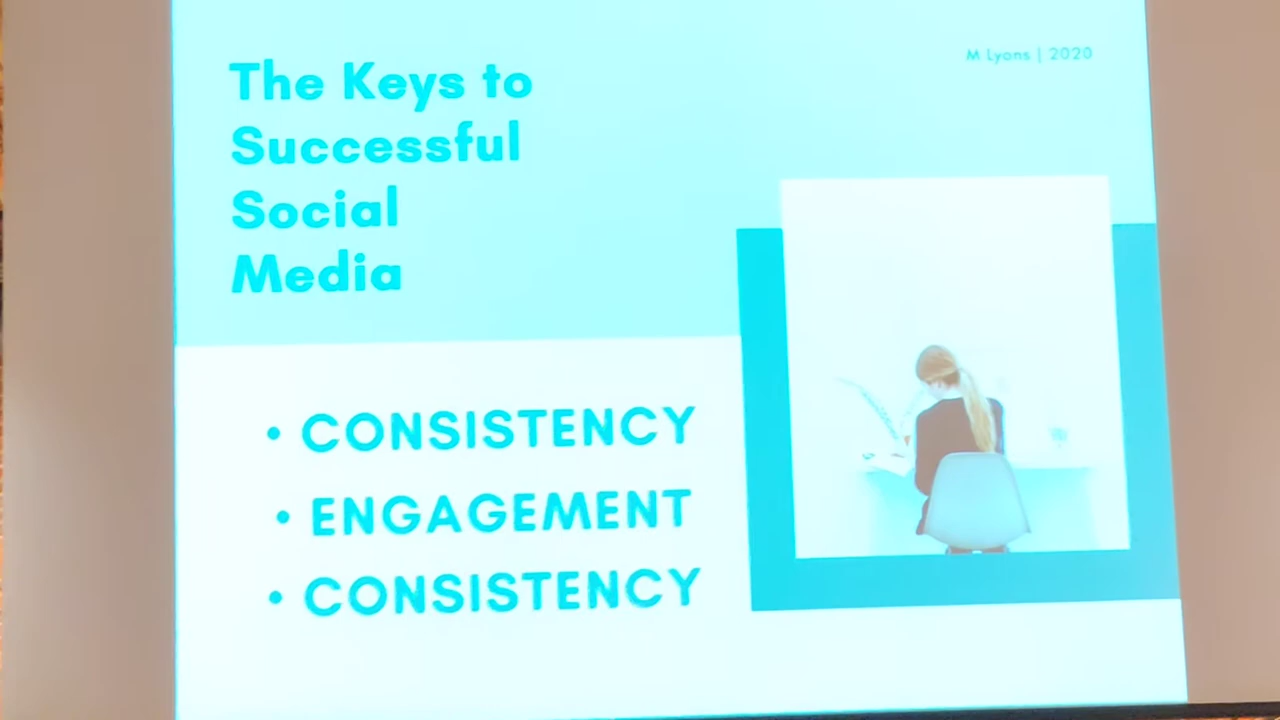 M Lyons | 2020
The Keys to
Successful
Social
Media
• CONSISTENCY
• ENGAGEMENT
• CONSISTENCY